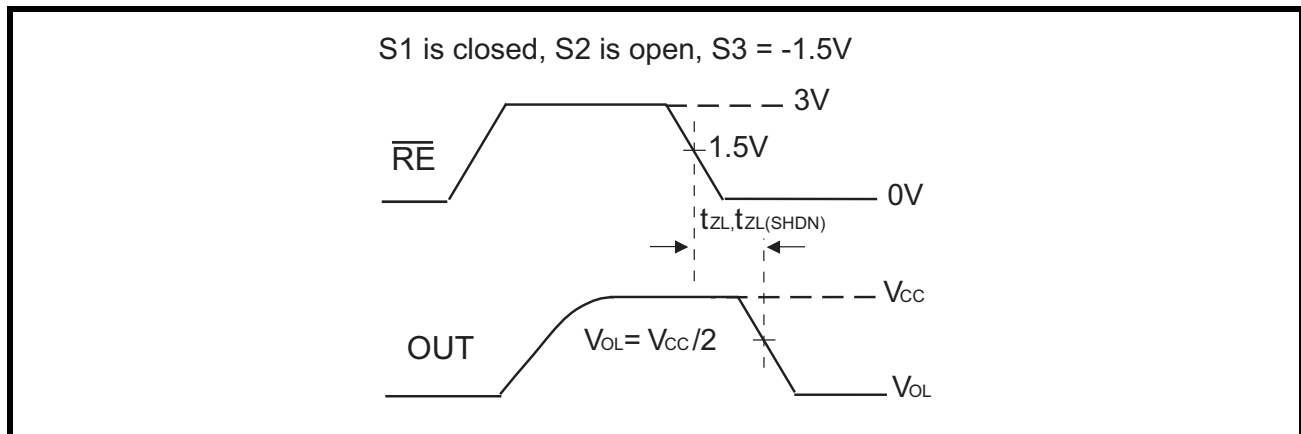 S1 is closed, S2 is open, S3 = -1.5V
3V
1.5V
RE
0V
tZL,tZL(SHDN)
VCC
VOL= VCC/2
OUT
VOL